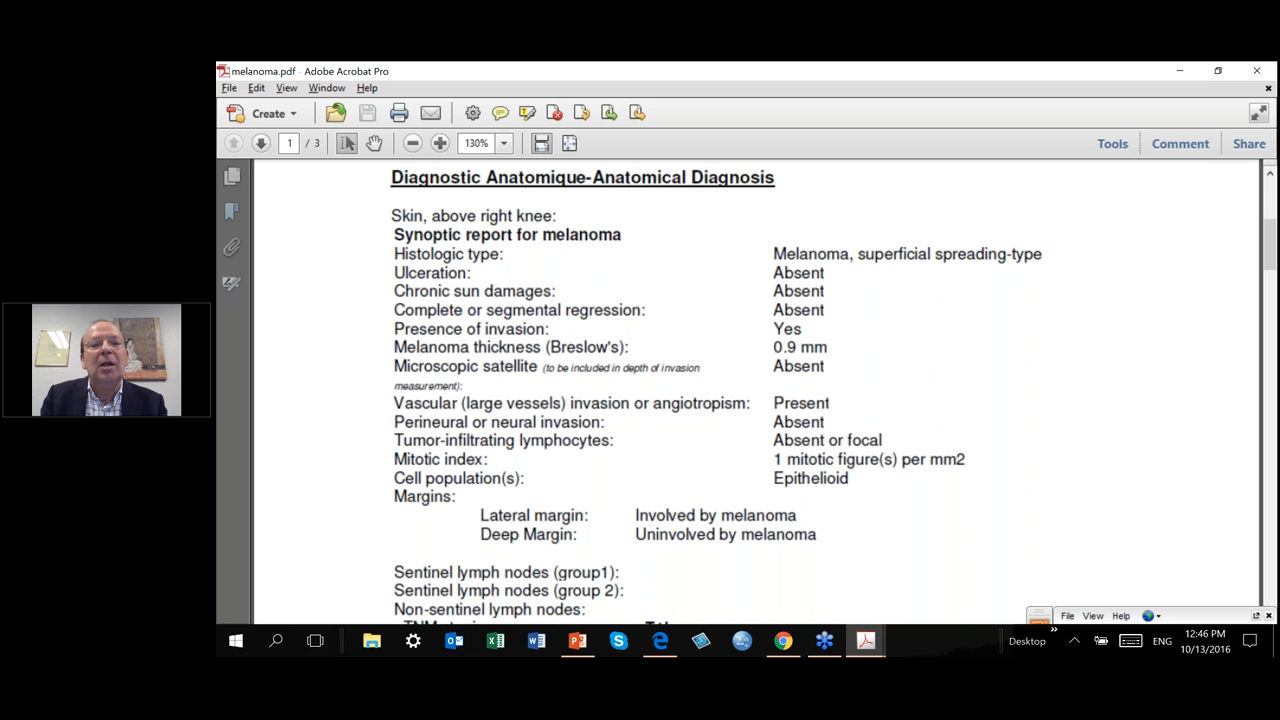 melanoma.pdf - Adobe Acrobat Pro
File Edit View Window Help
Create
1 / 3 130% Tools Comment Share
Diagnostic Anatomique-Anatomical Diagnosis
Skin, above right knee:
Synoptic report for melanoma
Histologic type: Melanoma, superficial spreading-type
Ulceration: Absent
Chronic sun damages: Absent
Complete or segmental regression: Absent
Presence of invasion: Yes
Melanoma thickness (Breslow's): 0.9 mm
Microscopic satellite (to be included in depth of invasion Absent
measurement):
Vascular (large vessels) invasion or angiotropism: Present
Perineural or neural invasion: Absent
Tumor-infiltrating lymphocytes: Absent or focal
Mitotic index: 1 mitotic figure(s) per mm2
Cell population(s): Epithelioid
Margins:
Lateral margin: Involved by melanoma
Deep Margin: Uninvolved by melanoma
Sentinel lymph nodes (group1):
Sentinel lymph nodes (group 2):
Non-sentinel lymph nodes:
File View Help
Desktop ENG 12:46 PM
10/13/2016